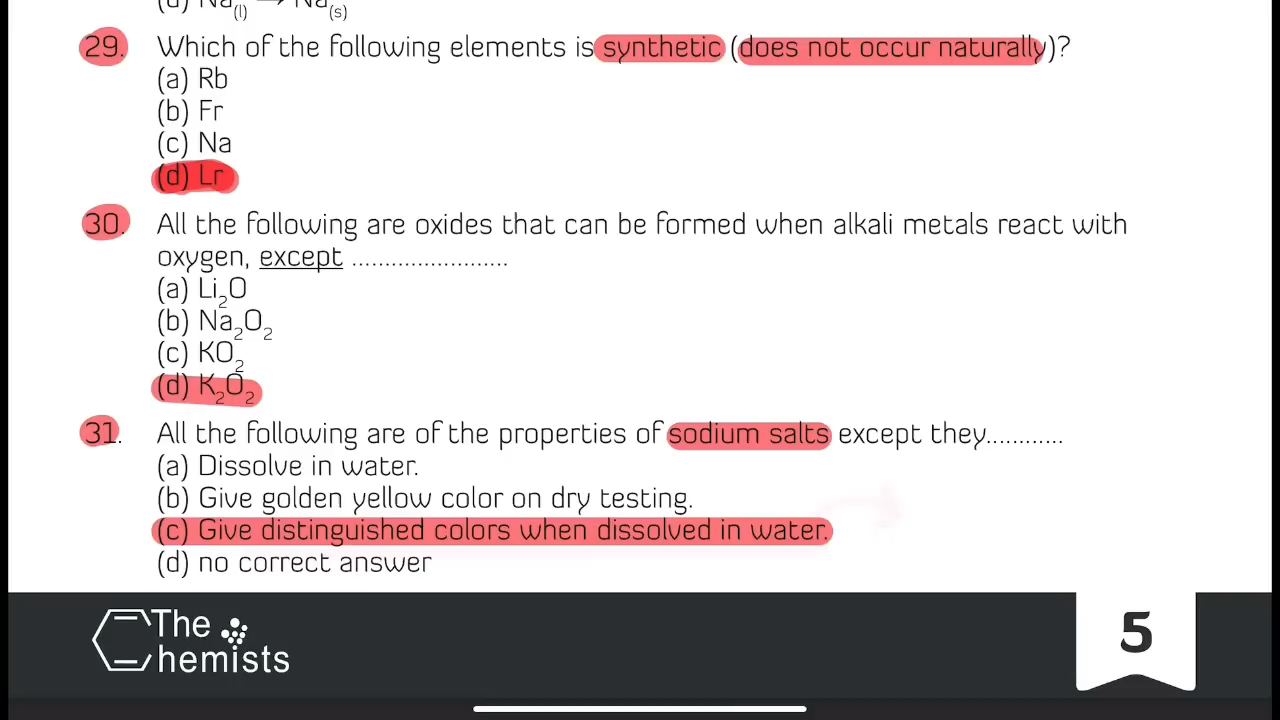 (d) Na(l) → Na(s)
29. Which of the following elements is synthetic (does not occur naturally)?
(a) Rb
(b) Fr
(c) Na
(d) Lr
30. All the following are oxides that can be formed when alkali metals react with
oxygen, except ........................
(a) Li₂O
(b) Na₂O₂
(c) KO₂
(d) K₂O₂
31. All the following are of the properties of sodium salts except they............
(a) Dissolve in water.
(b) Give golden yellow color on dry testing.
(c) Give distinguished colors when dissolved in water.
(d) no correct answer
The
Chemists
5